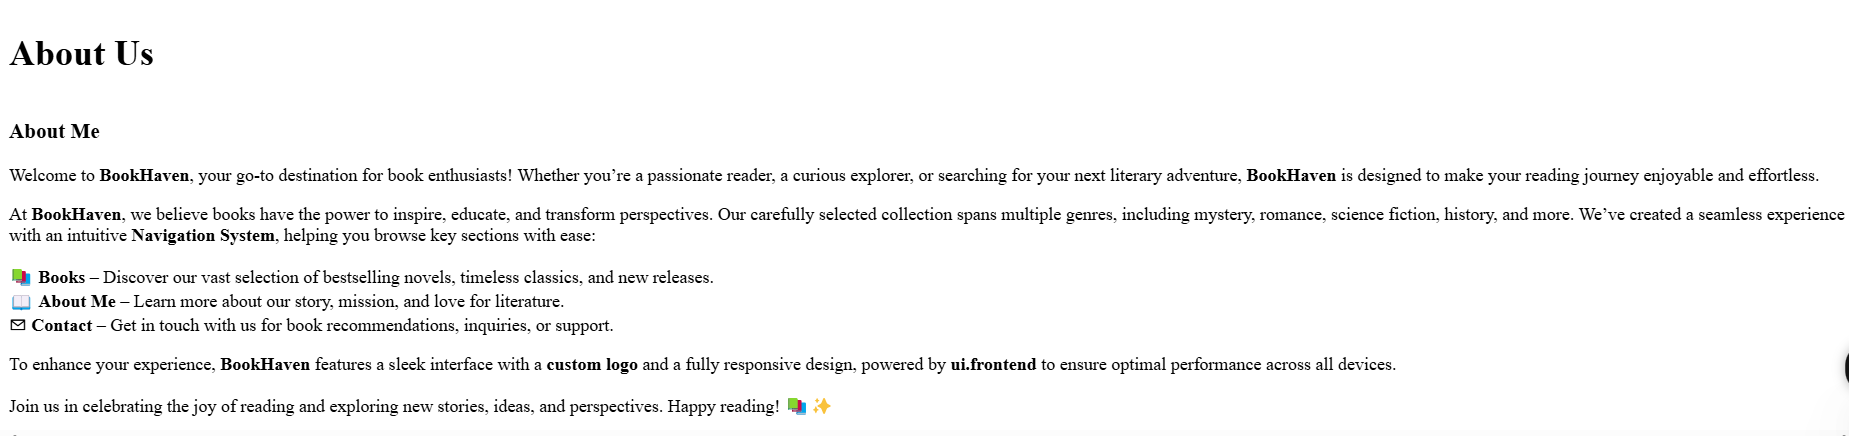 About Us
About Me
Welcome to BookHaven, your go-to destination for book enthusiasts! Whether you’re a passionate reader, a curious explorer, or searching for your next literary adventure, BookHaven is designed to make your reading journey enjoyable and effortless.
At BookHaven, we believe books have the power to inspire, educate, and transform perspectives. Our carefully selected collection spans multiple genres, including mystery, romance, science fiction, history, and more. We’ve created a seamless experience
with an intuitive Navigation System, helping you browse key sections with ease:
📚 Books – Discover our vast selection of bestselling novels, timeless classics, and new releases.
📖 About Me – Learn more about our story, mission, and love for literature.
✉ Contact – Get in touch with us for book recommendations, inquiries, or support.
To enhance your experience, BookHaven features a sleek interface with a custom logo and a fully responsive design, powered by ui.frontend to ensure optimal performance across all devices.
Join us in celebrating the joy of reading and exploring new stories, ideas, and perspectives. Happy reading! 📚 ✨